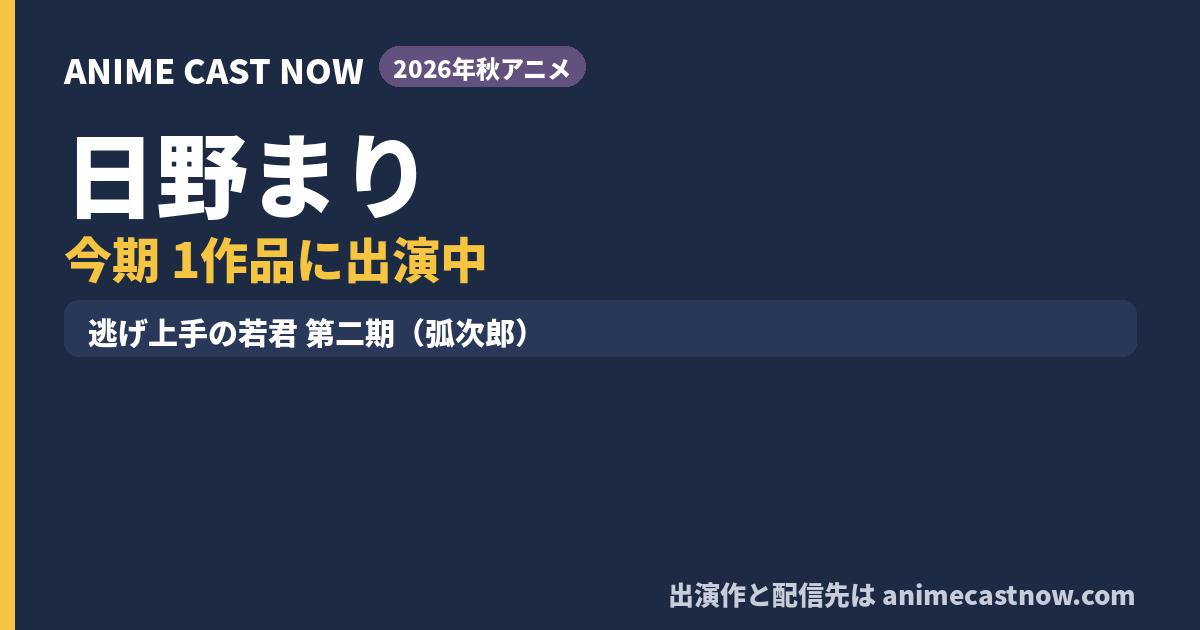 ANIME CAST NOW 2026年秋アニメ
日野まり
今期 1作品に出演中
逃げ上手の若君 第二期（弧次郎）
出演作と配信先は animecastnow.com